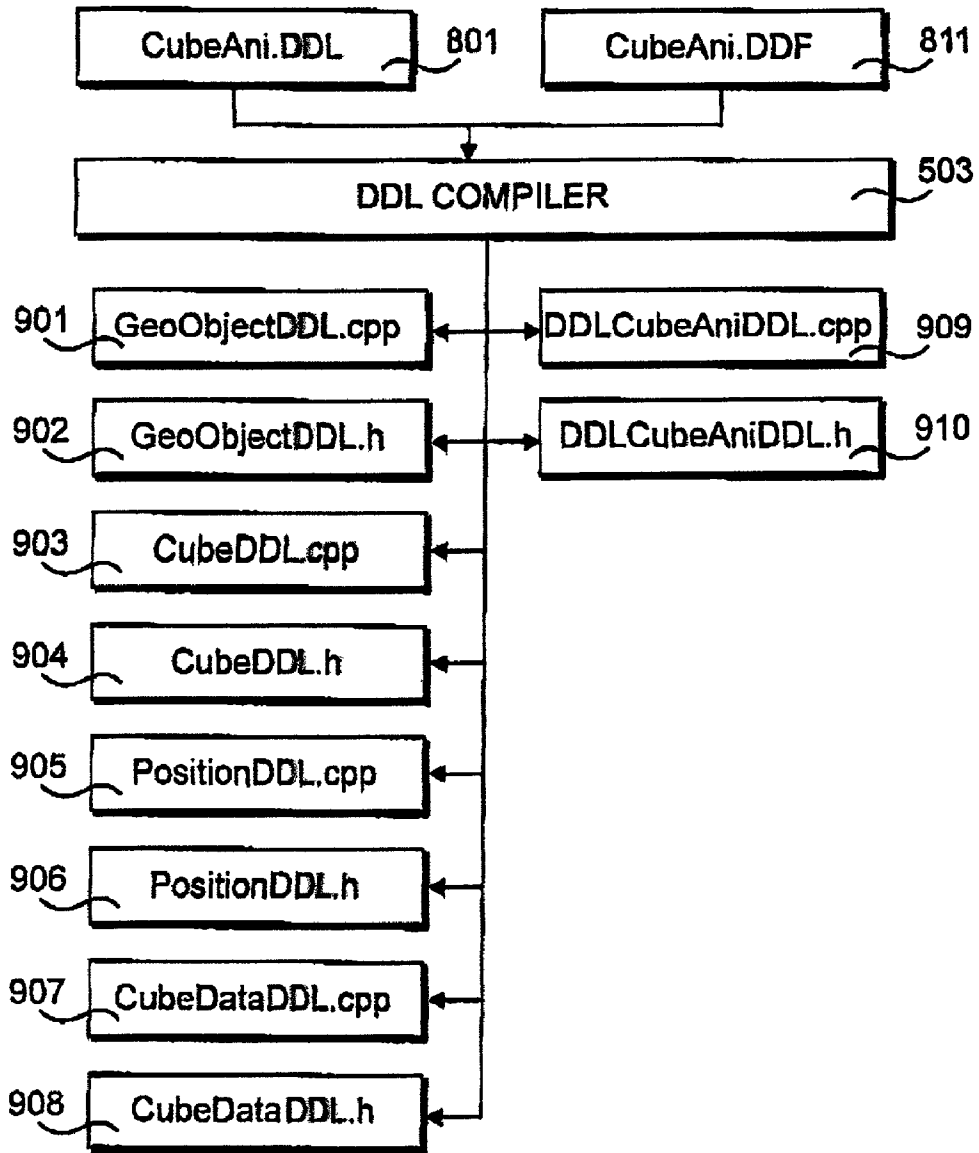 CubeAni.DDL 801 CubeAni.DDF 811
DDL COMPILER 503
901 GeoObjectDDL.cpp DDLCubeAniDDL.cpp 909
902 GeoObjectDDL.h DDLCubeAniDDL.h 910
903 CubeDDL.cpp
904 CubeDDL.h
905 PositionDDL.cpp
906 PositionDDL.h
907 CubeDataDDL.cpp
908 CubeDataDDL.h